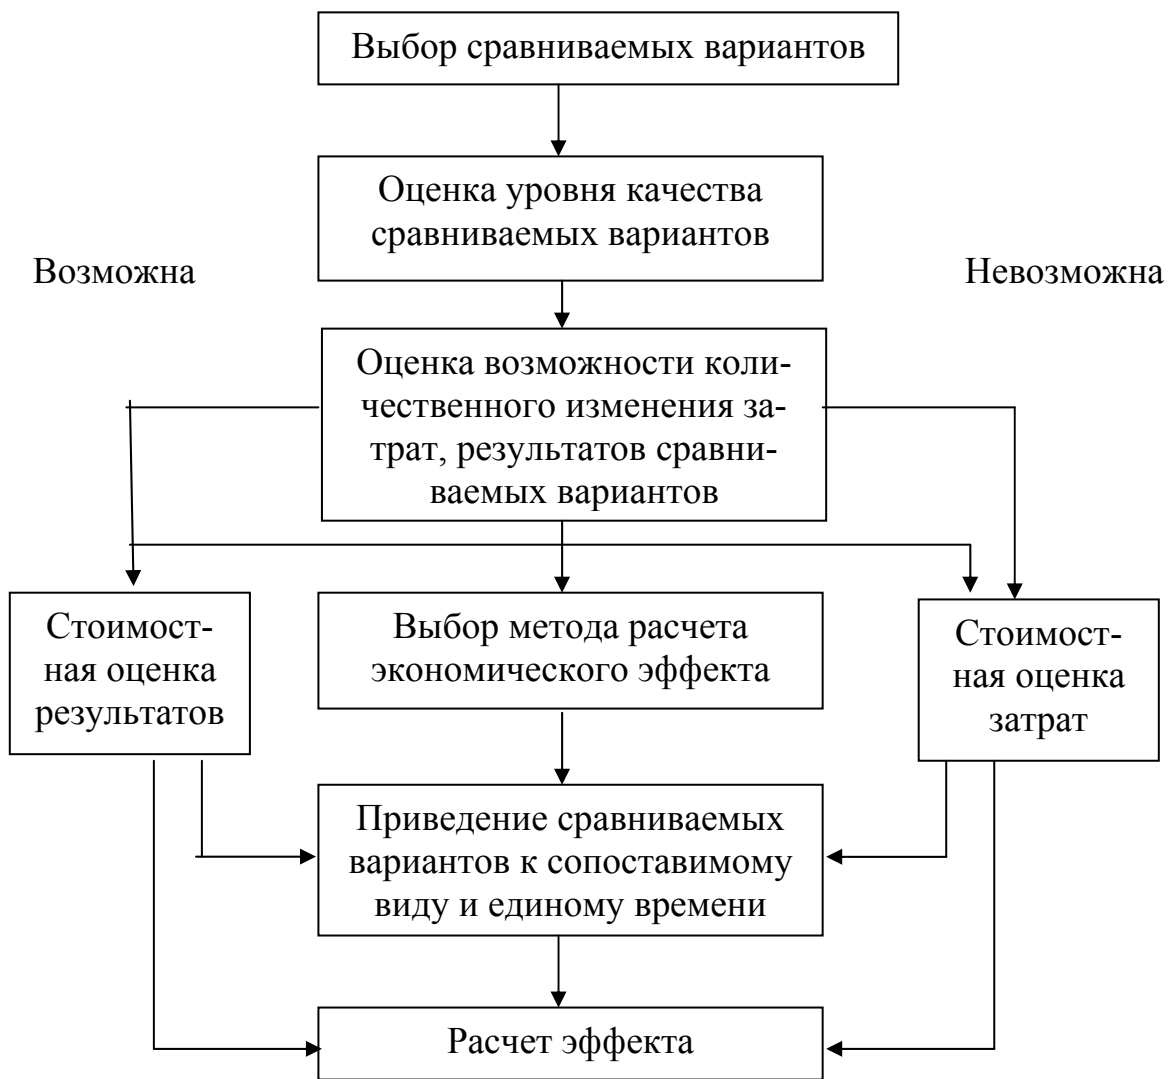 Выбор сравниваемых вариантов
Оценка уровня качества
сравниваемых вариантов
Возможна
Невозможна
Оценка возможности коли-
чественного изменения за-
трат, результатов сравни-
ваемых вариантов
Стоимост-
ная оценка
результатов
Выбор метода расчета
экономического эффекта
Стоимост-
ная оценка
затрат
Приведение сравниваемых
вариантов к сопоставимому
виду и единому времени
Расчет эффекта